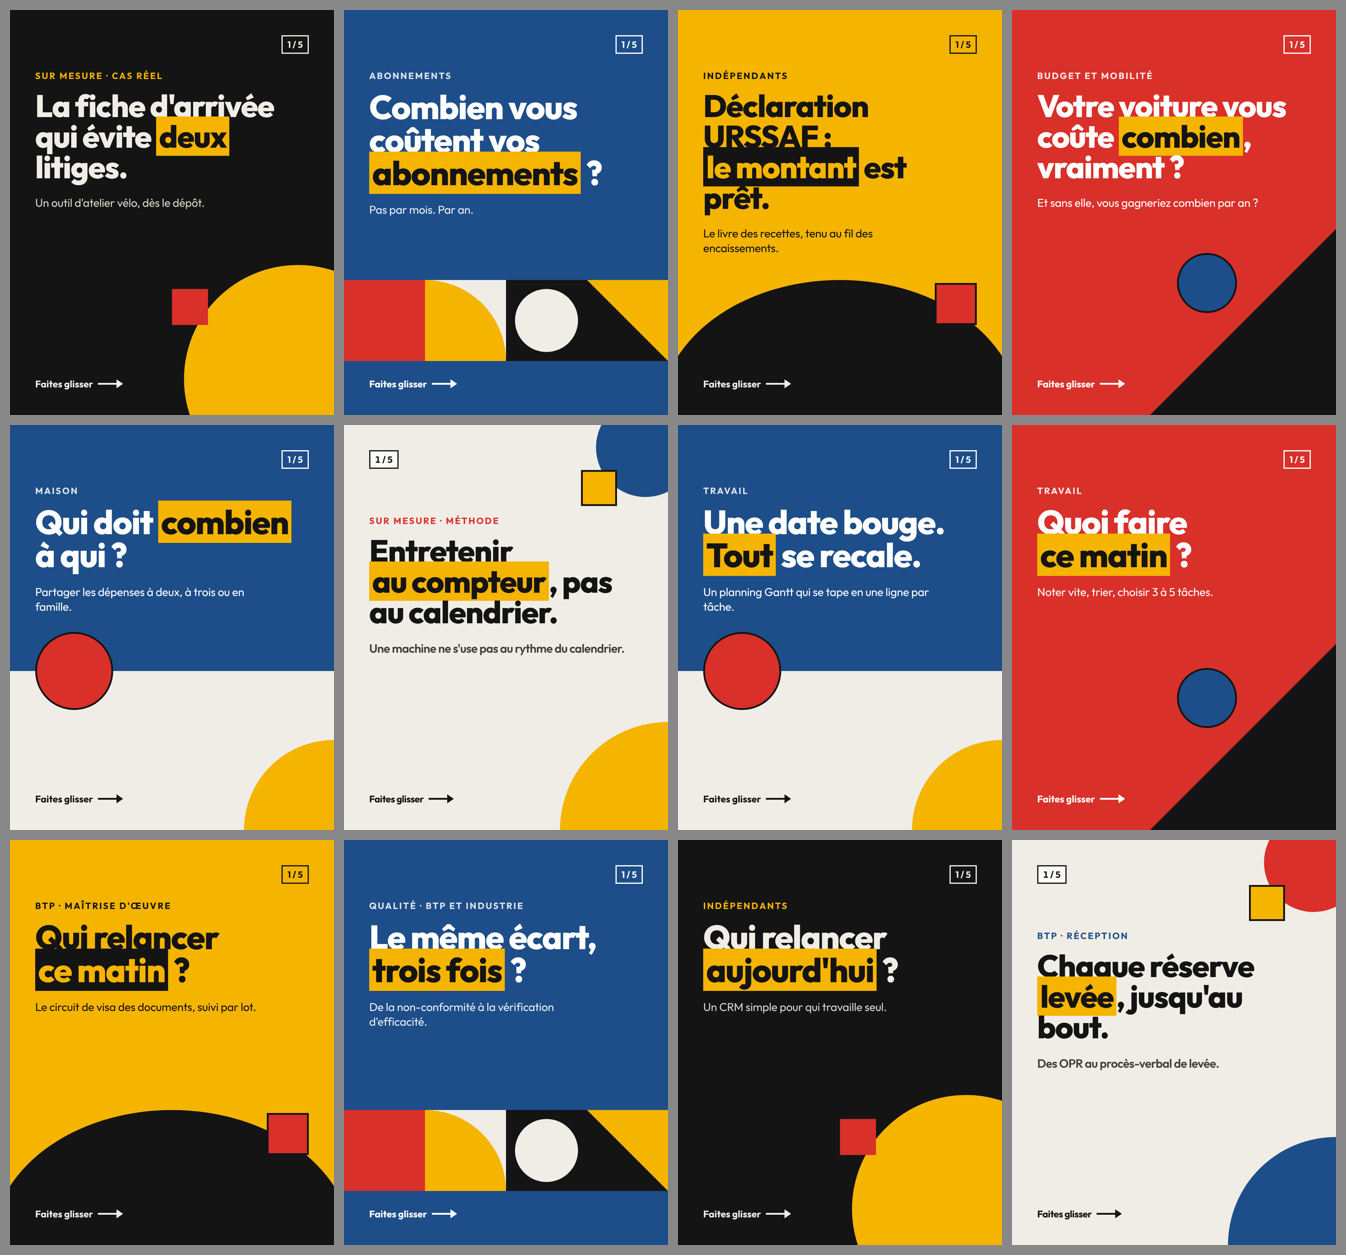 1/5
SUR MESURE · CAS RÉEL
La fiche d'arrivée
qui évite deux
litiges.
Un outil d'atelier vélo, dès le dépôt.
Faites glisser
1/5
ABONNEMENTS
Combien vous
coûtent vos
abonnements ?
Pas par mois. Par an.
Faites glisser
1/5
INDÉPENDANTS
Déclaration
URSSAF :
le montant est
prêt.
Le livre des recettes, tenu au fil des
encaissements.
Faites glisser
1/5
BUDGET ET MOBILITÉ
Votre voiture vous
coûte combien,
vraiment ?
Et sans elle, vous gagneriez combien par an ?
Faites glisser
1/5
MAISON
Qui doit combien
à qui ?
Partager les dépenses à deux, à trois ou en
famille.
Faites glisser
1/5
SUR MESURE · MÉTHODE
Entretenir
au compteur, pas
au calendrier.
Une machine ne s'use pas au rythme du calendrier.
Faites glisser
1/5
TRAVAIL
Une date bouge.
Tout se recale.
Un planning Gantt qui se tape en une ligne par
tâche.
Faites glisser
1/5
TRAVAIL
Quoi faire
ce matin ?
Noter vite, trier, choisir 3 à 5 tâches.
Faites glisser
1/5
BTP · MAÎTRISE D'ŒUVRE
Qui relancer
ce matin ?
Le circuit de visa des documents, suivi par lot.
Faites glisser
1/5
QUALITÉ · BTP ET INDUSTRIE
Le même écart,
trois fois ?
De la non-conformité à la vérification
d'efficacité.
Faites glisser
1/5
INDÉPENDANTS
Qui relancer
aujourd'hui ?
Un CRM simple pour qui travaille seul.
Faites glisser
1/5
BTP · RÉCEPTION
Chaque réserve
levée, jusqu'au
bout.
Des OPR au procès-verbal de levée.
Faites glisser